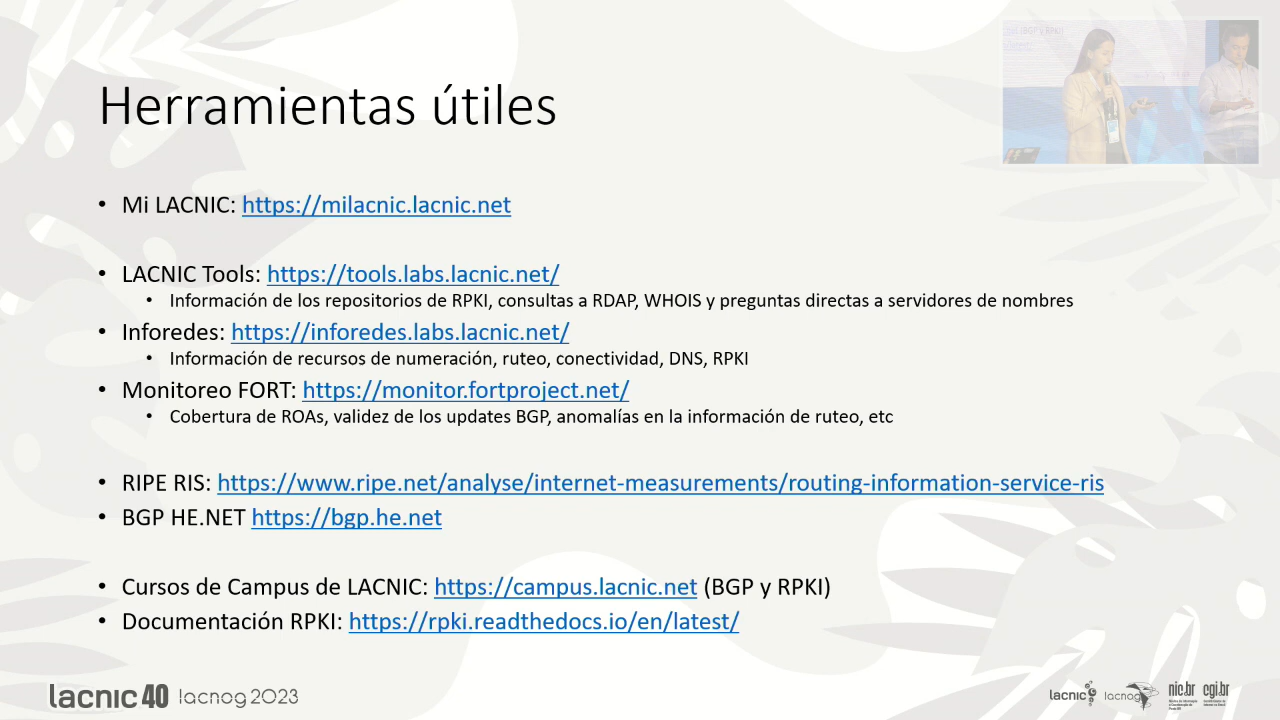 Herramientas útiles
• Mi LACNIC: https://milacnic.lacnic.net
• LACNIC Tools: https://tools.labs.lacnic.net/
• Información de los repositorios de RPKI, consultas a RDAP, WHOIS y preguntas directas a servidores de nombres
• Inforedes: https://inforedes.labs.lacnic.net/
• Información de recursos de numeración, ruteo, conectividad, DNS, RPKI
• Monitoreo FORT: https://monitor.fortproject.net/
• Cobertura de ROAs, validez de los updates BGP, anomalías en la información de ruteo, etc
• RIPE RIS: https://www.ripe.net/analyse/internet-measurements/routing-information-service-ris
• BGP HE.NET https://bgp.he.net
• Cursos de Campus de LACNIC: https://campus.lacnic.net (BGP y RPKI)
• Documentación RPKI: https://rpki.readthedocs.io/en/latest/
lacnic 40 lacnog 2023
lacnic lacnog nic.br cgi.br